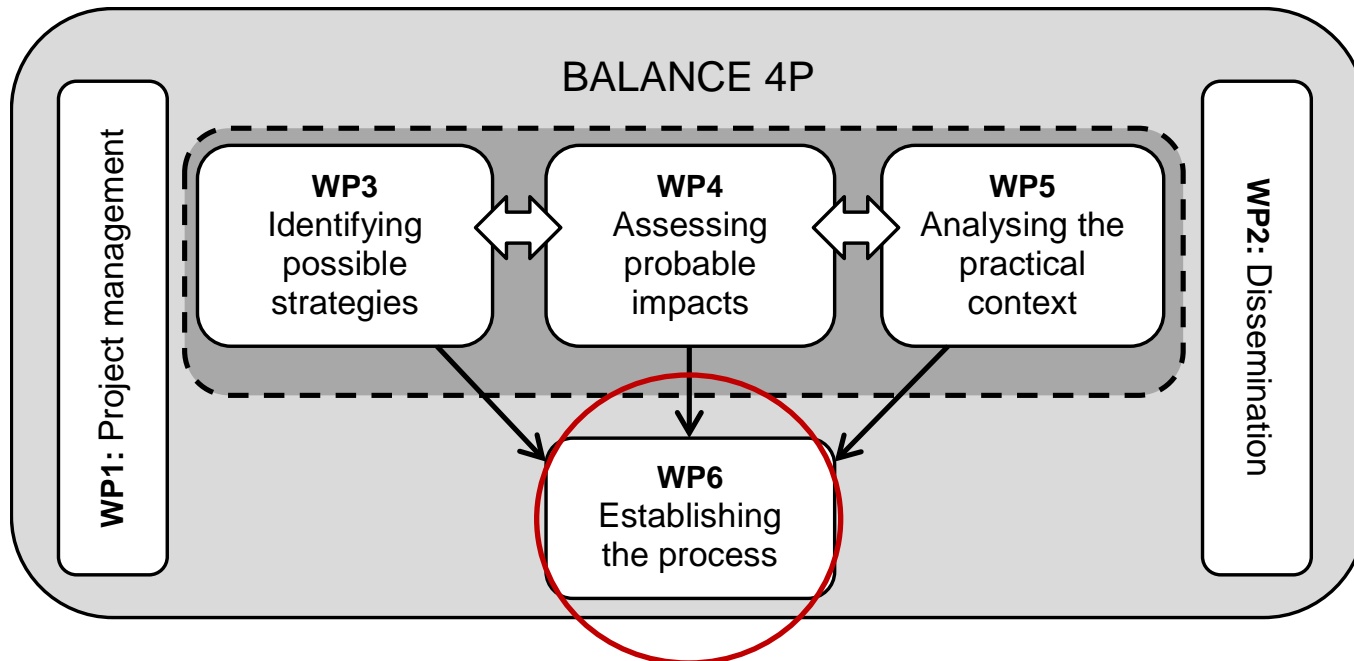 BALANCE 4P
WP1: Project management
WP3
Identifying
possible
strategies
WP4
Assessing
probable
impacts
WP5
Analysing the
practical
context
WP2: Dissemination
WP6
Establishing
the process